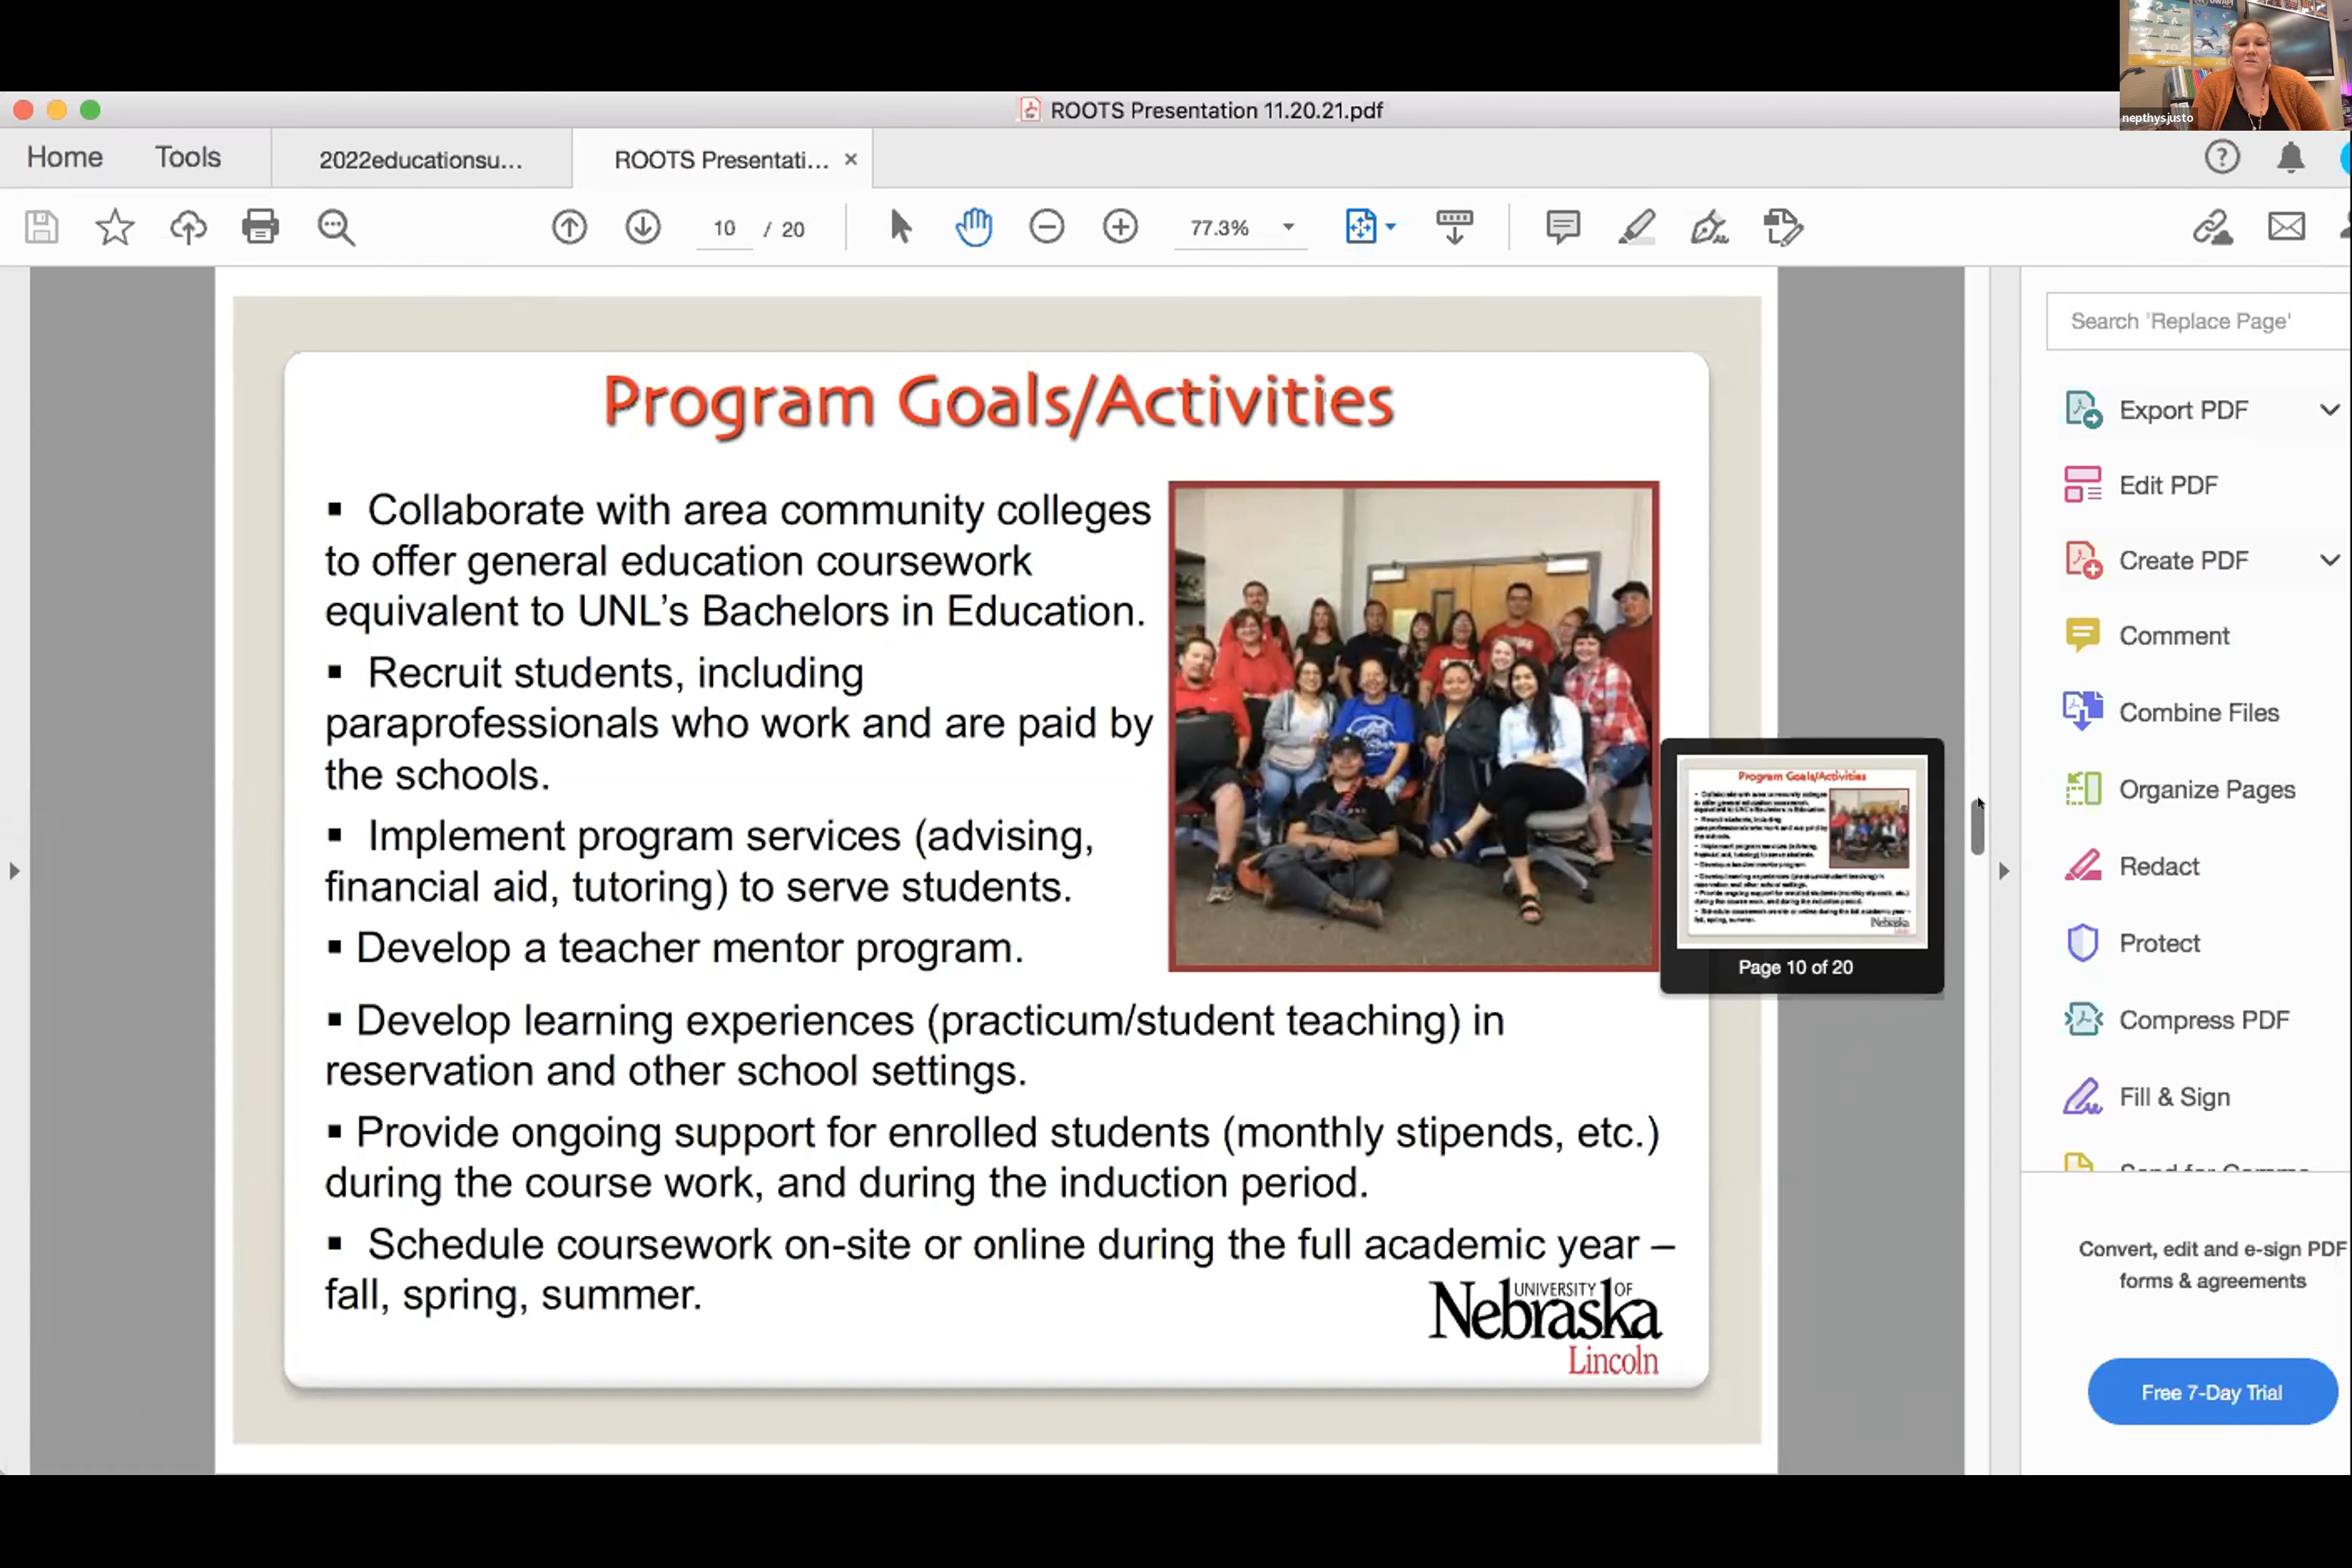 nepthysjusto
ROOTS Presentation 11.20.21.pdf
Home
Tools
2022educationsu...
ROOTS Presentati...
10 / 20
77.3%
Search 'Replace Page'
Program Goals/Activities
▪ Collaborate with area community colleges
to offer general education coursework
equivalent to UNL’s Bachelors in Education.
▪ Recruit students, including
paraprofessionals who work and are paid by
the schools.
▪ Implement program services (advising,
financial aid, tutoring) to serve students.
▪ Develop a teacher mentor program.
▪ Develop learning experiences (practicum/student teaching) in
reservation and other school settings.
▪ Provide ongoing support for enrolled students (monthly stipends, etc.)
during the course work, and during the induction period.
▪ Schedule coursework on-site or online during the full academic year –
fall, spring, summer.
UNIVERSITY OF
Nebraska
Lincoln
Program Goals/Activities
Page 10 of 20
Export PDF
Edit PDF
Create PDF
Comment
Combine Files
Organize Pages
Redact
Protect
Compress PDF
Fill & Sign
Convert, edit and e-sign PDF
forms & agreements
Free 7-Day Trial